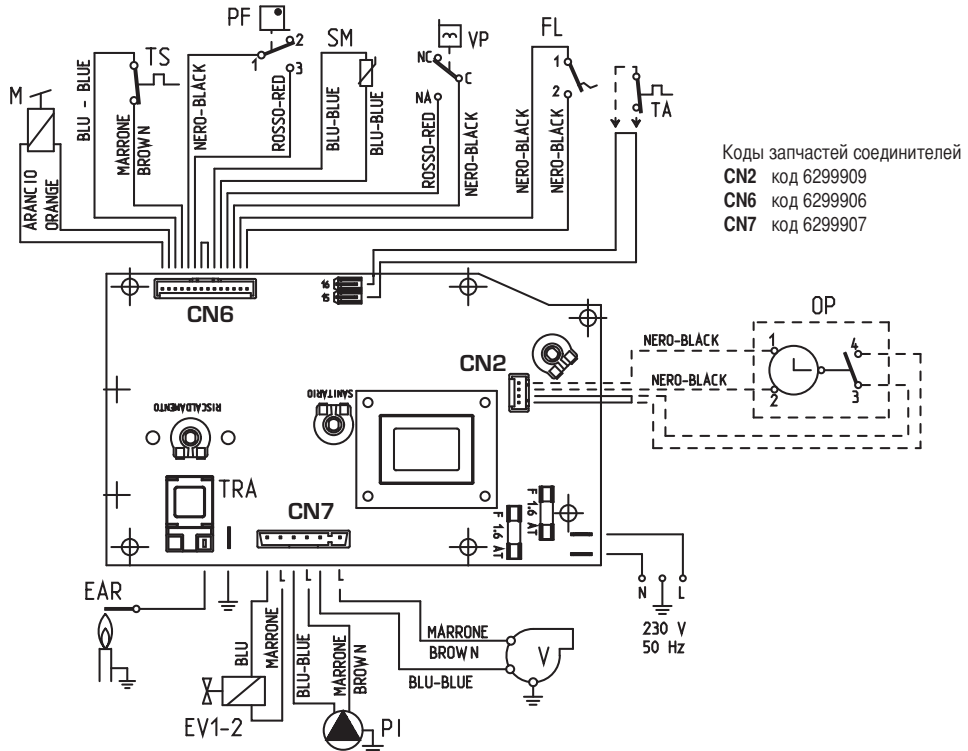 PF
2
1
3
SM
VP
NC
C
NA
FL
1
2
TS
M
TA
BLU - BLUE
MARRONE
BROWN
NERO-BLACK
ROSSO-RED
BLU-BLUE
BLU-BLUE
ROSSO-RED
NERO-BLACK
NERO-BLACK
NERO-BLACK
ARANCIO
ORANGE
Коды запчастей соединителей
CN2 код 6299909
CN6 код 6299906
CN7 код 6299907
CN6
CN2
OP
NERO-BLACK
1
4
NERO-BLACK
2
3
RISCALDAMENTO
SANITARIO
TRA
CN7
F 1,6 AT
F 1,6 AT
EAR
L
L
L
N
L
230 V
50 Hz
BLU
MARRONE
BLU-BLUE
MARRONE
BROWN
MARRONE
BROWN
BLU-BLUE
V
EV1-2
PI